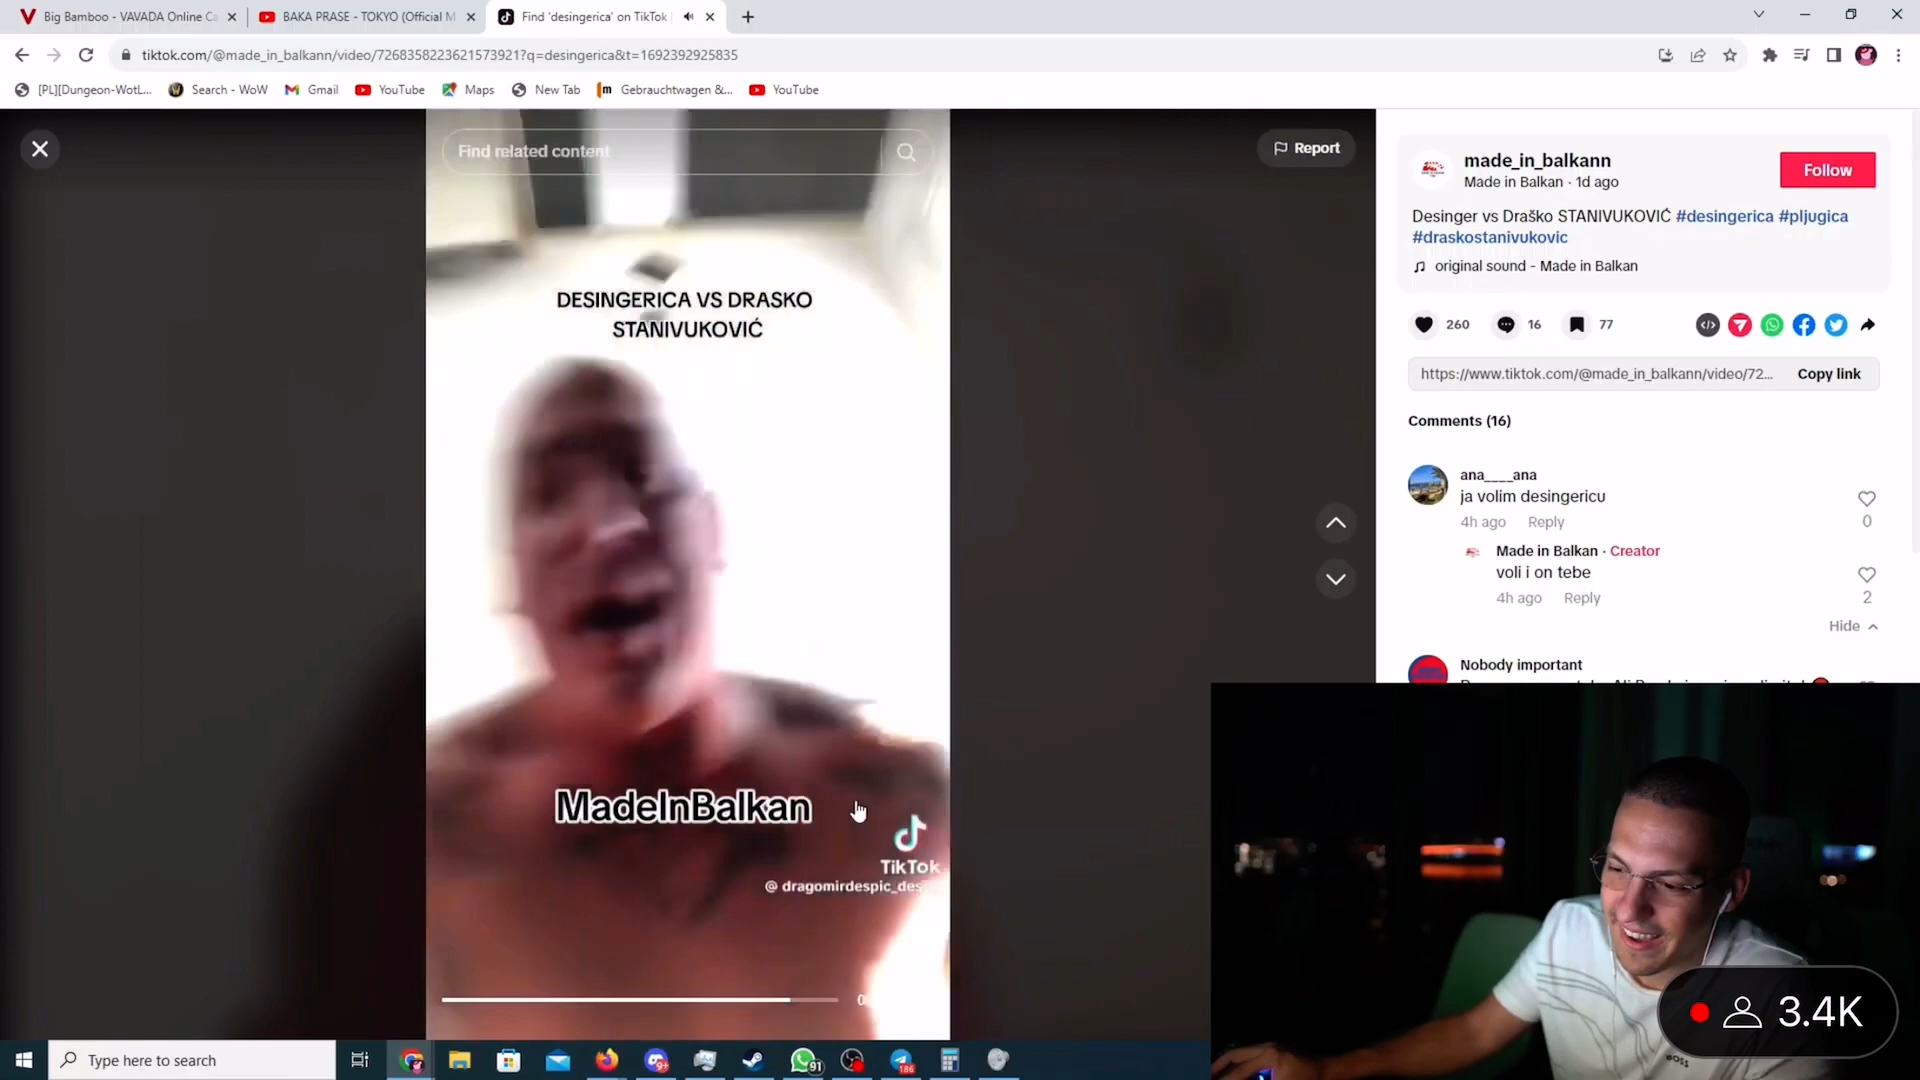 Big Bamboo - VAVADA Online Ca
BAKA PRASE - TOKYO (Official M
Find 'desingerica' on TikTok
tiktok.com/@made_in_balkann/video/7268358223621573921?q=desingerica&t=1692392925835
[PL][Dungeon-WotL...
Search - WoW
Gmail
YouTube
Maps
New Tab
Gebrauchtwagen &...
YouTube
Find related content
Report
DESINGERICA VS DRASKO
STANIVUKOVIĆ
MadeInBalkan
TikTok
@ dragomirdespic_des
made_in_balkann
Made in Balkan · 1d ago
Follow
Desinger vs Draško STANIVUKOVIĆ #desingerica #pljugica
#draskostanivukovic
original sound - Made in Balkan
260
16
77
https://www.tiktok.com/@made_in_balkann/video/72...
Copy link
Comments (16)
ana____ana
ja volim desingericu
4h ago Reply
0
Made in Balkan · Creator
voli i on tebe
4h ago Reply
2
Hide
Nobody important
BOSS
3.4K
Type here to search
9+
91
186